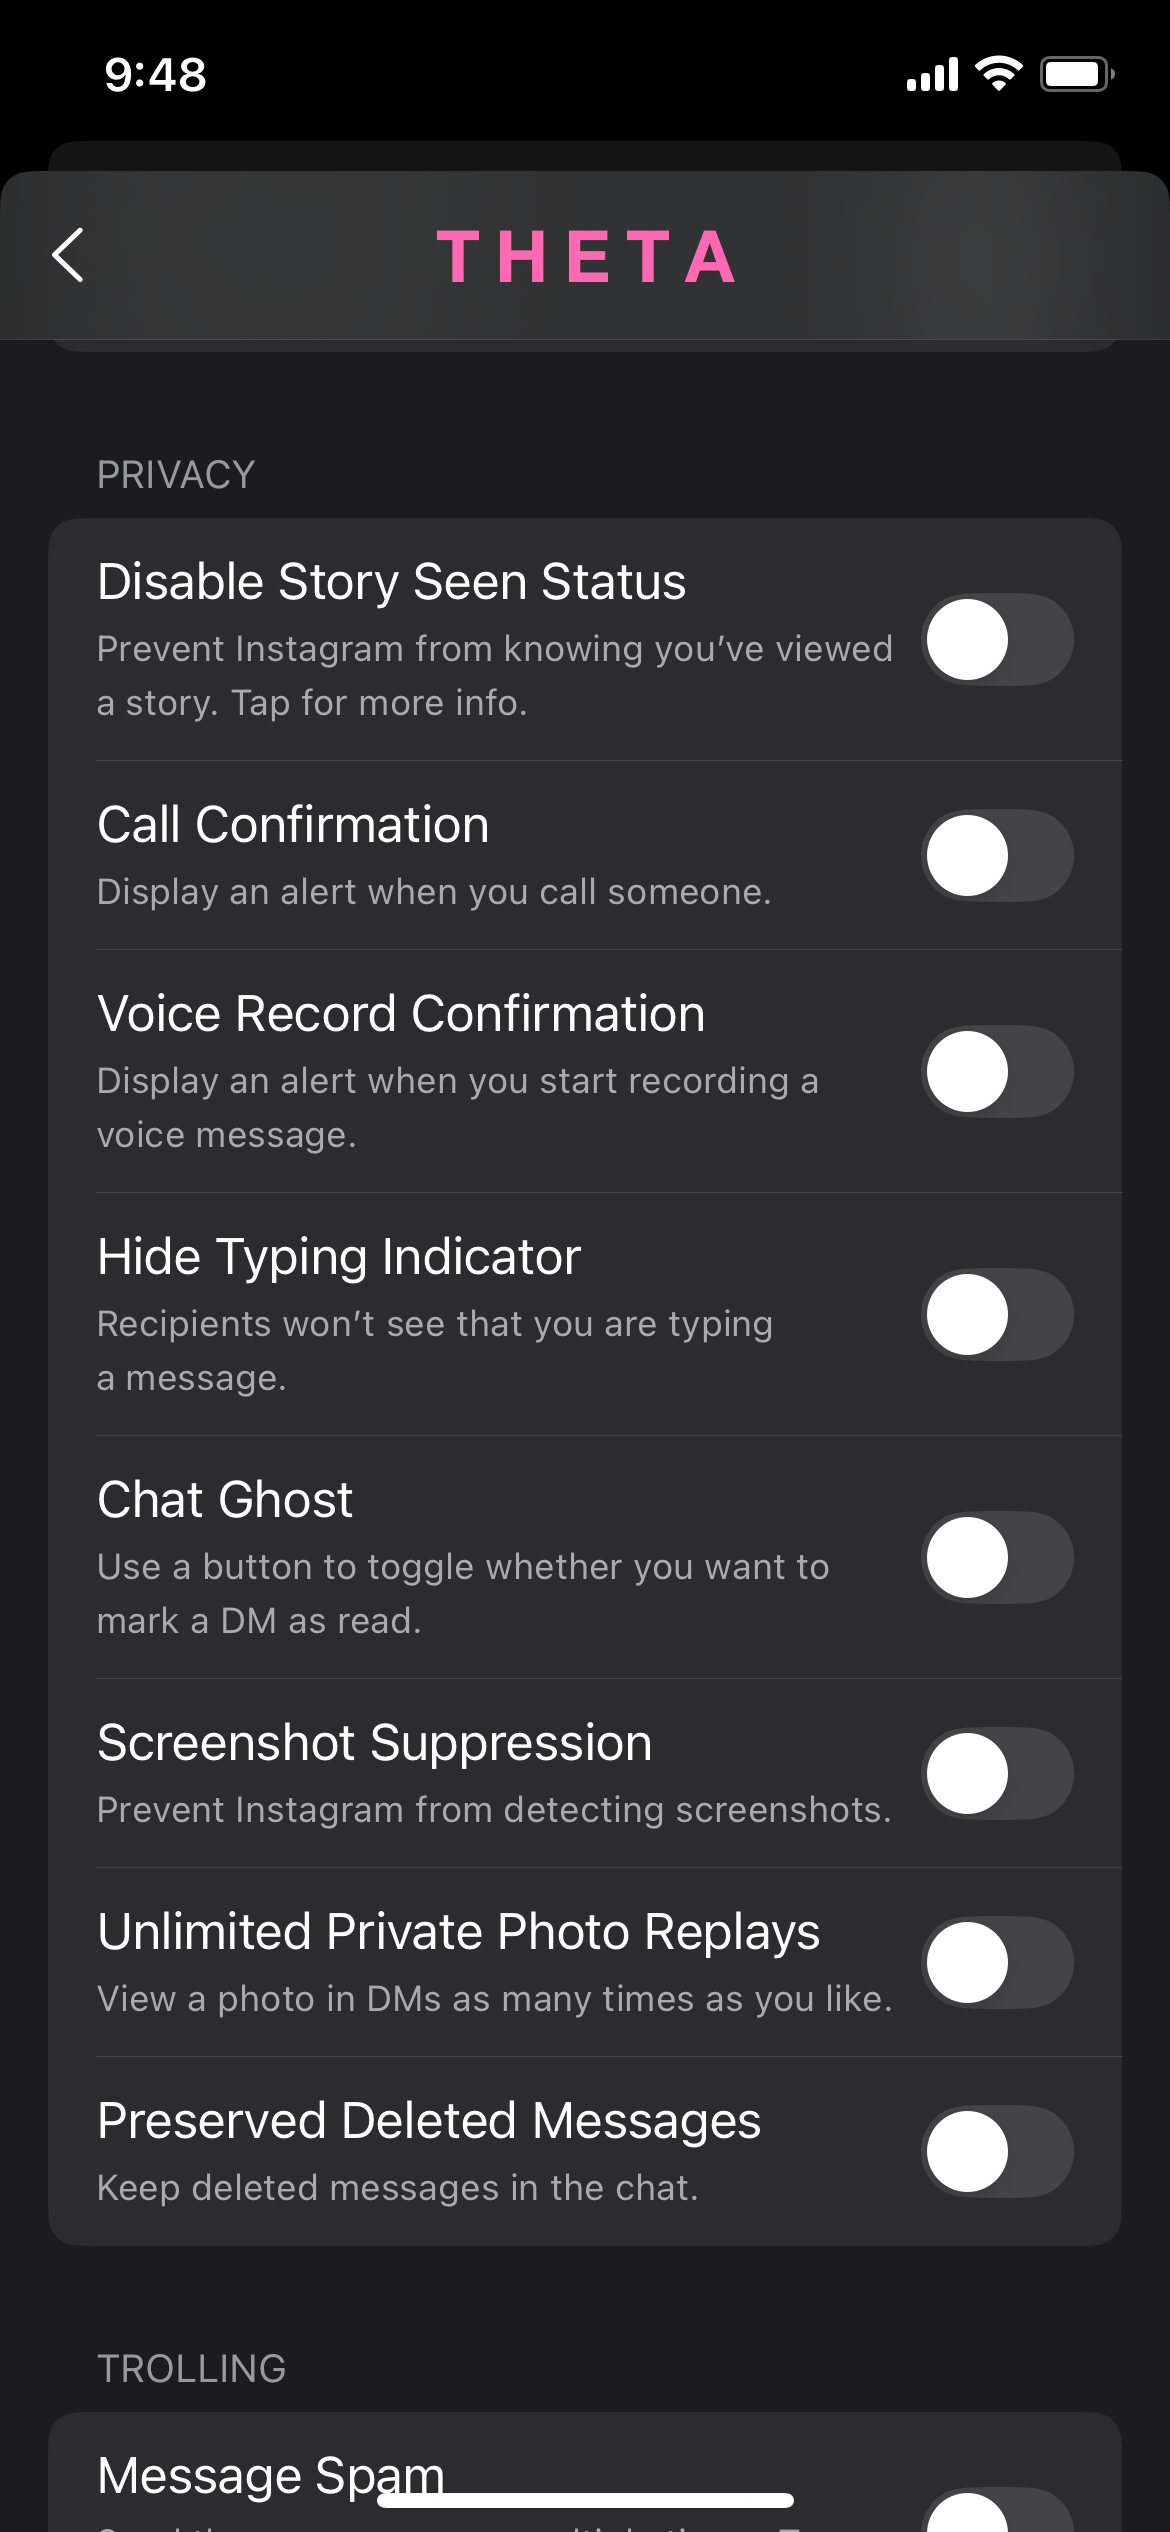 9:48
THETA
PRIVACY
Disable Story Seen Status
Prevent Instagram from knowing you’ve viewed
a story. Tap for more info.
Call Confirmation
Display an alert when you call someone.
Voice Record Confirmation
Display an alert when you start recording a
voice message.
Hide Typing Indicator
Recipients won’t see that you are typing
a message.
Chat Ghost
Use a button to toggle whether you want to
mark a DM as read.
Screenshot Suppression
Prevent Instagram from detecting screenshots.
Unlimited Private Photo Replays
View a photo in DMs as many times as you like.
Preserved Deleted Messages
Keep deleted messages in the chat.
TROLLING
Message Spam